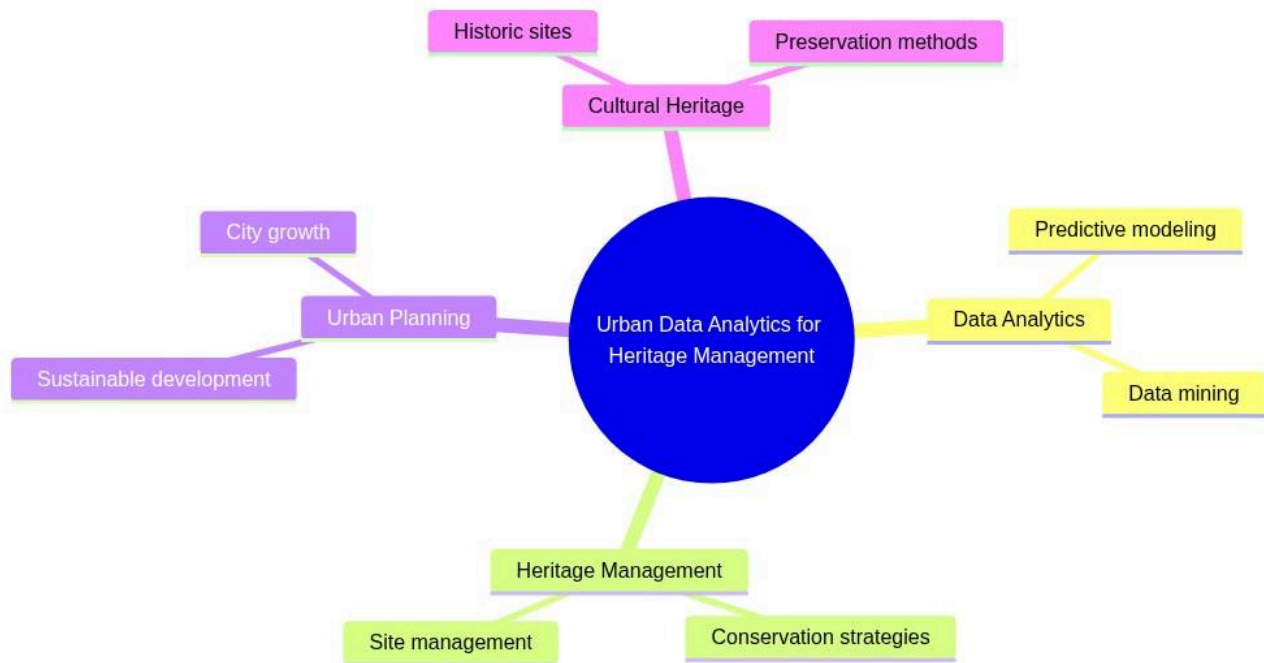 Historic sites
Preservation methods
Cultural Heritage
City growth
Predictive modeling
Urban Planning
Urban Data Analytics for
Heritage Management
Data Analytics
Sustainable development
Data mining
Heritage Management
Site management
Conservation strategies